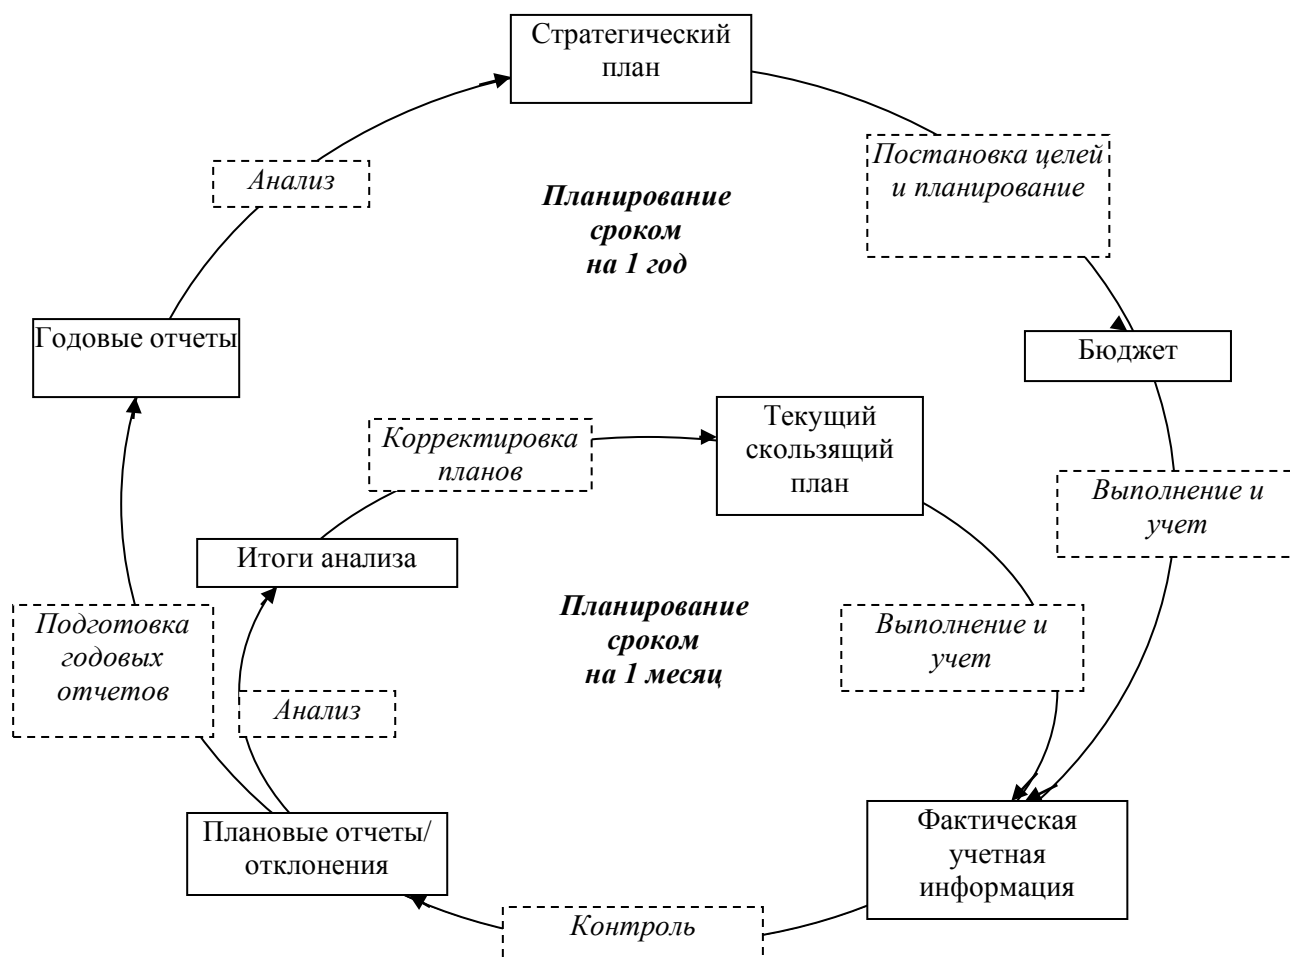 Стратегический
план
Постановка целей
и планирование
Анализ
Планирование
сроком
на 1 год
Годовые отчеты
Бюджет
Корректировка
планов
Текущий
скользящий
план
Выполнение и
учет
Итоги анализа
Планирование
сроком
на 1 месяц
Выполнение и
учет
Подготовка
годовых
отчетов
Анализ
Плановые отчеты/
отклонения
Фактическая
учетная
информация
Контроль